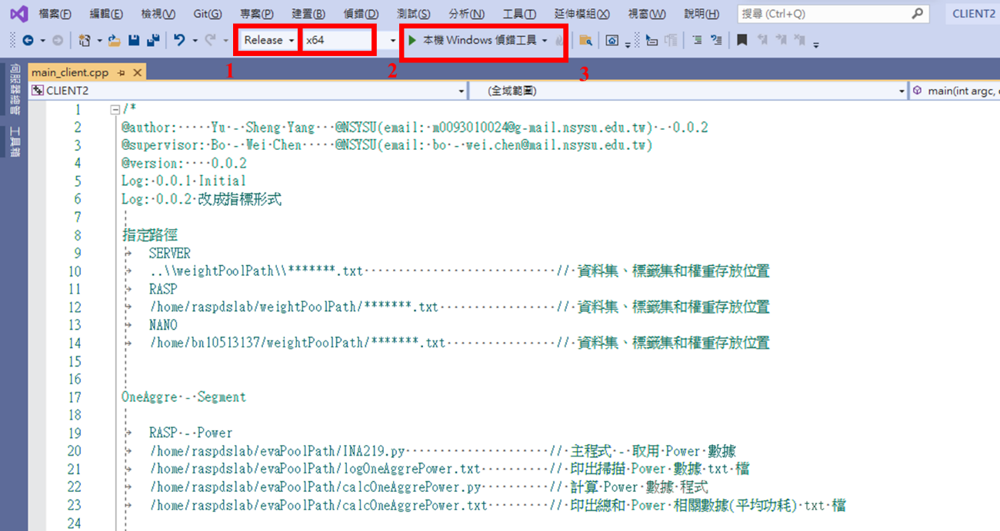 檔案(F) 編輯(E) 檢視(V) Git(G) 專案(P) 建置(B) 偵錯(D) 測試(S) 分析(N) 工具(T) 延伸模組(X) 視窗(W) 說明(H) 搜尋 (Ctrl+Q) CLIENT2
Release x64 本機 Windows 偵錯工具
1 2 3
伺服器總管
工具箱
main_client.cpp
CLIENT2 (全域範圍) main(int argc, c
1 /*
2 @author:·····Yu·-·Sheng·Yang···@NSYSU(email:·m0093010024@g-mail.nsysu.edu.tw)·-·0.0.2
3 @supervisor:·Bo·-·Wei·Chen·····@NSYSU(email:·bo·-·wei.chen@mail.nsysu.edu.tw)
4 @version:····0.0.2
5 Log:·0.0.1·Initial
6 Log:·0.0.2·改成指標形式
7
8 指定路徑
9 SERVER
10 ..\\weightPoolPath\\*******.txt····························//·資料集、標籤集和權重存放位置
11 RASP
12 /home/raspdslab/weightPoolPath/*******.txt·················//·資料集、標籤集和權重存放位置
13 NANO
14 /home/bn10513137/weightPoolPath/*******.txt················//·資料集、標籤集和權重存放位置
15
16
17 OneAggre·-·Segment
18
19 RASP·-·Power
20 /home/raspdslab/evaPoolPath/INA219.py·····················//·主程式·-·取用·Power·數據
21 /home/raspdslab/evaPoolPath/logOneAggrePower.txt··········//·印出掃描·Power·數據·txt·檔
22 /home/raspdslab/evaPoolPath/calcOneAggrePower.py··········//·計算·Power·數據·程式
23 /home/raspdslab/evaPoolPath/calcOneAggrePower.txt·········//·印出總和·Power·相關數據(平均功耗)·txt·檔
24